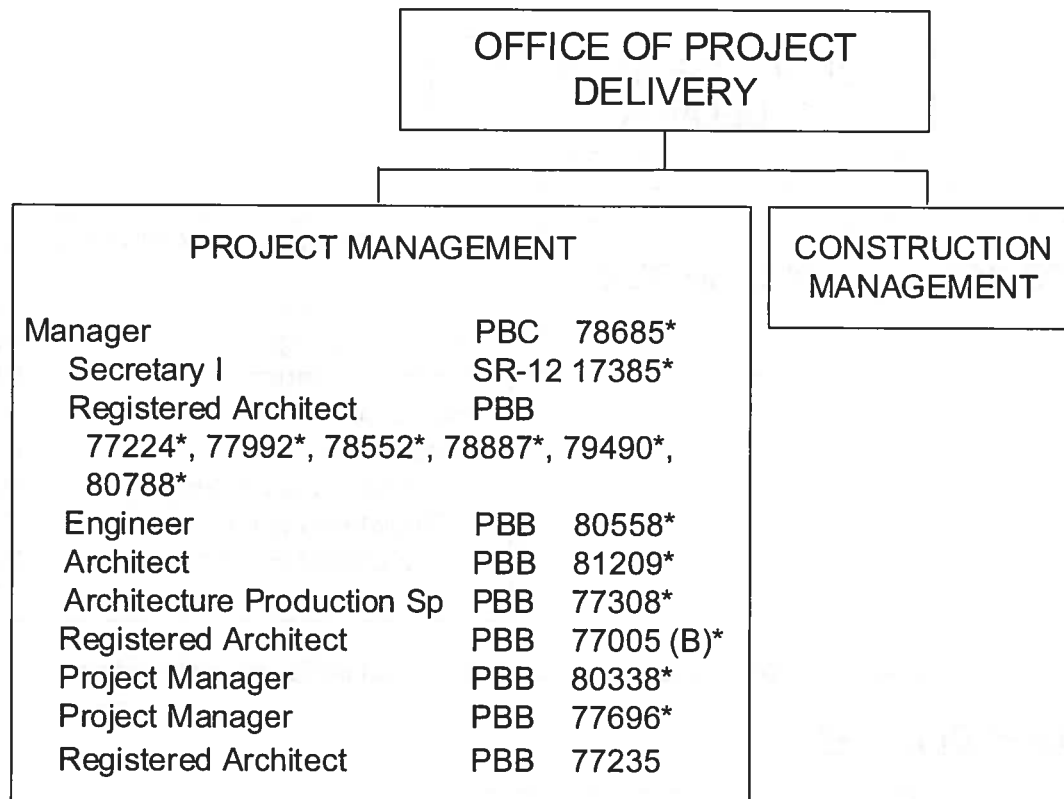 OFFICE OF PROJECT
DELIVERY
PROJECT MANAGEMENT
Manager PBC 78685*
Secretary I SR-12 17385*
Registered Architect PBB
77224*, 77992*, 78552*, 78887*, 79490*,
80788*
Engineer PBB 80558*
Architect PBB 81209*
Architecture Production Sp PBB 77308*
Registered Architect PBB 77005 (B)*
Project Manager PBB 80338*
Project Manager PBB 77696*
Registered Architect PBB 77235
CONSTRUCTION
MANAGEMENT